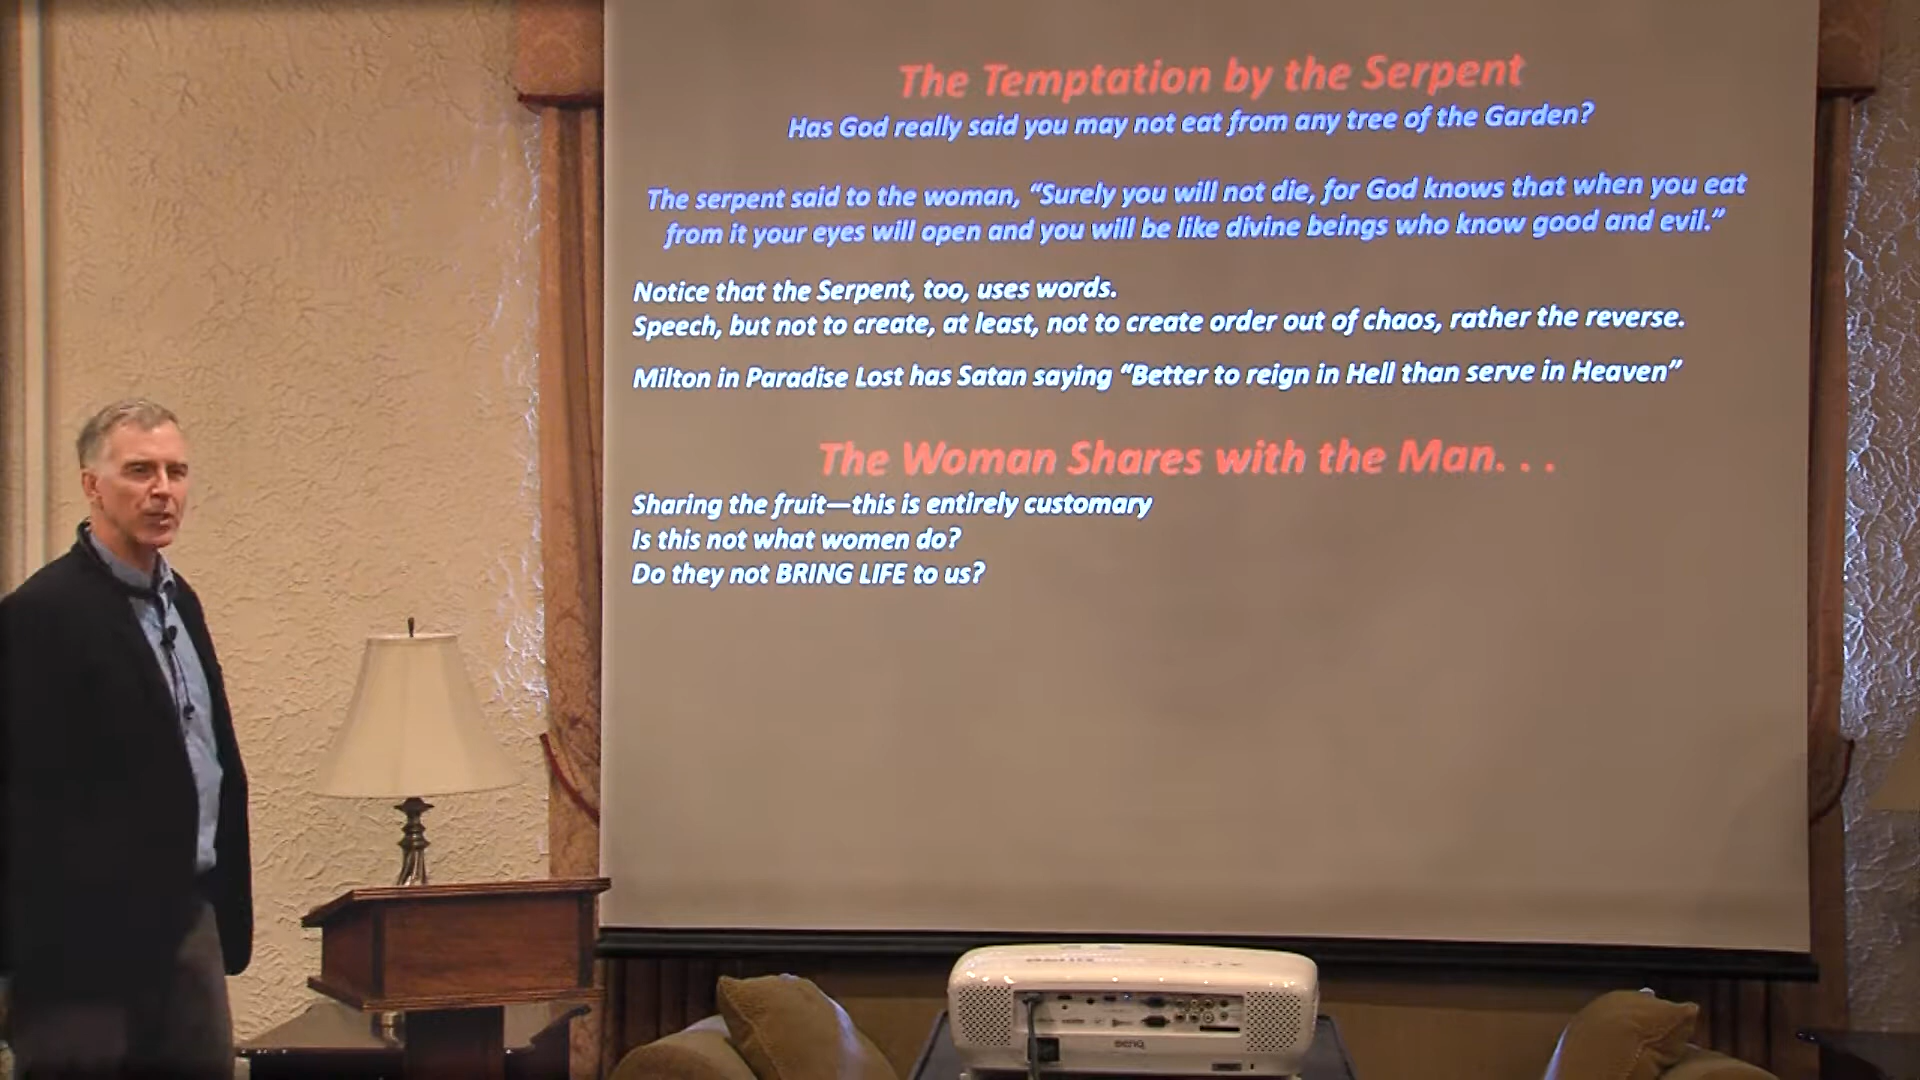 The Temptation by the Serpent
Has God really said you may not eat from any tree of the Garden?
The serpent said to the woman, “Surely you will not die, for God knows that when you eat
from it your eyes will open and you will be like divine beings who know good and evil.”
Notice that the Serpent, too, uses words.
Speech, but not to create, at least, not to create order out of chaos, rather the reverse.
Milton in Paradise Lost has Satan saying “Better to reign in Hell than serve in Heaven”
The Woman Shares with the Man. . .
Sharing the fruit—this is entirely customary
Is this not what women do?
Do they not BRING LIFE to us?
BenQ